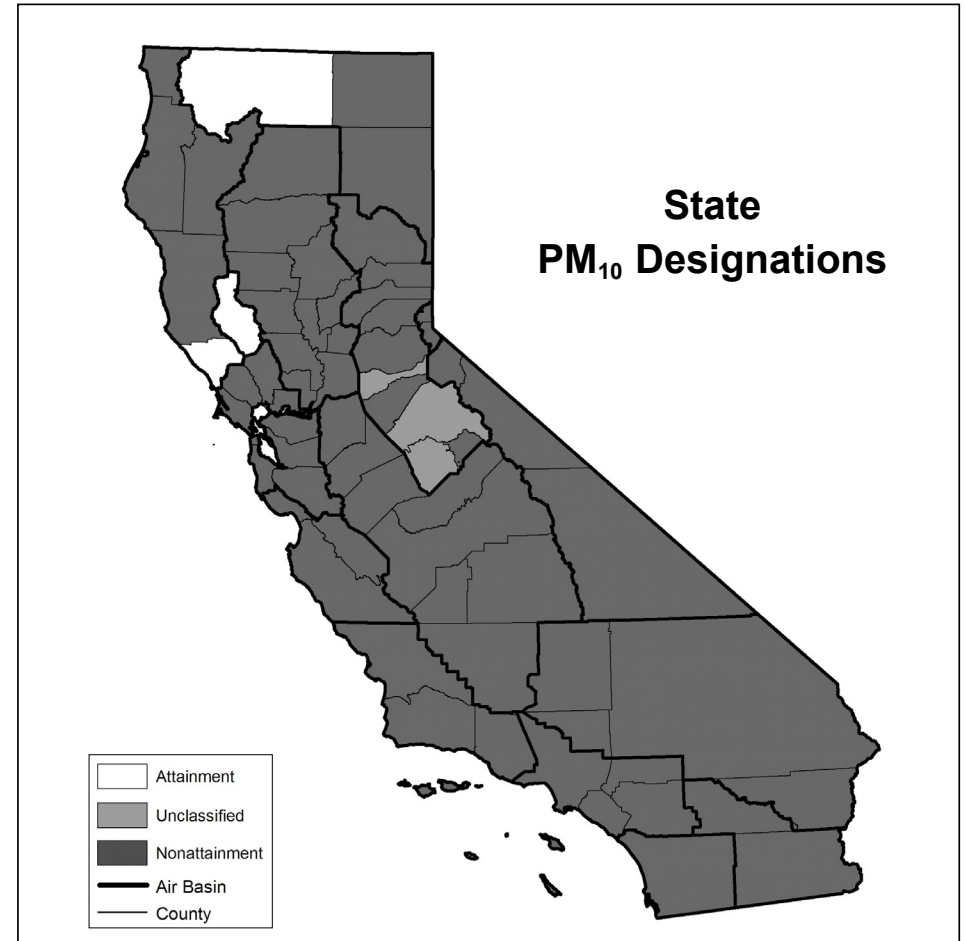 State
PM₁₀ Designations
Attainment
Unclassified
Nonattainment
Air Basin
County